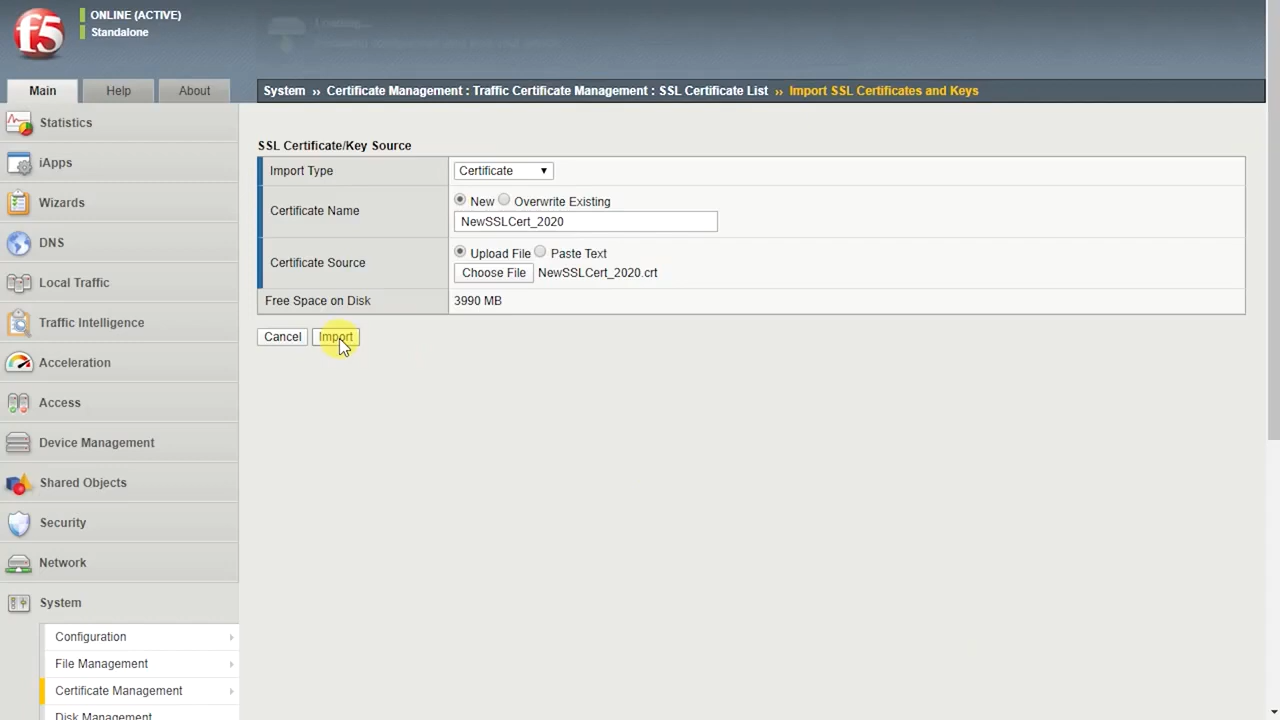 f5
ONLINE (ACTIVE)
Standalone
Loading...
Main
Help
About
System ›› Certificate Management : Traffic Certificate Management : SSL Certificate List ›› Import SSL Certificates and Keys
Statistics
iApps
Wizards
DNS
Local Traffic
Traffic Intelligence
Acceleration
Access
Device Management
Shared Objects
Security
Network
System
Configuration
File Management
Certificate Management
Disk Management
SSL Certificate/Key Source
Import Type
Certificate
Certificate Name
New Overwrite Existing
NewSSLCert_2020
Certificate Source
Upload File Paste Text
Choose File NewSSLCert_2020.crt
Free Space on Disk
3990 MB
Cancel
Import